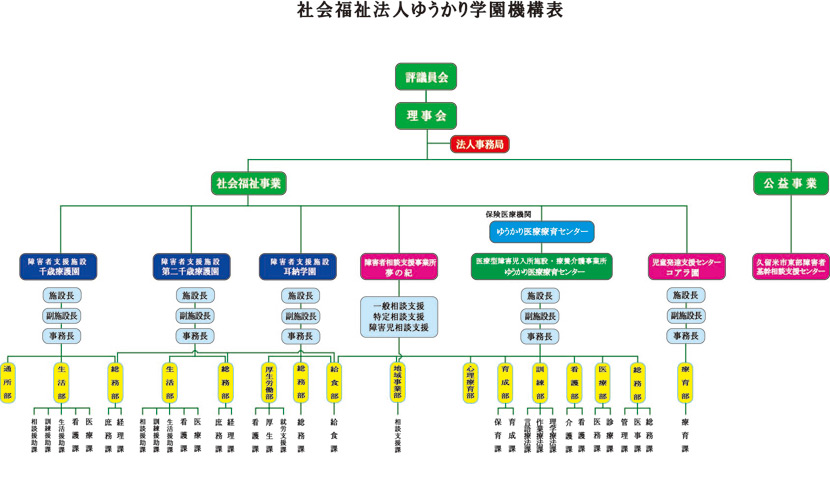 社会福祉法人ゆうかり学園機構表
評議員会
理事会
法人事務局
社会福祉事業
公益事業
保険医療機関
ゆうかり医療療育センター
障害者支援施設
千歳療護園
障害者支援施設
第二千歳療護園
障害者支援施設
耳納学園
障害者相談支援事業所
夢の紀
医療型障害児入所施設・療養介護事業所
ゆうかり医療療育センター
児童発達支援センター
コアラ園
久留米市東部障害者
基幹相談支援センター
施設長
副施設長
事務長
施設長
副施設長
事務長
施設長
副施設長
事務長
一般相談支援
特定相談支援
障害児相談支援
施設長
副施設長
事務長
施設長
副施設長
事務長
通所部
生活部
総務部
生活部
総務部
厚生労働部
総務部
給食部
地域事業部
心理療育部
育成部
訓練部
看護部
医療部
総務部
療育部
相談援助課
訓練援助課
生活援助課
看護課
医療課
庶務課
経理課
相談援助課
訓練援助課
生活援助課
看護課
医療課
庶務課
経理課
看護課
厚生課
就労支援課
庶務課
給食課
相談支援課
保育課
育成課
言語療法課
作業療法課
理学療法課
介護課
看護課
医務課
診療課
管理課
医事課
総務課
療育課